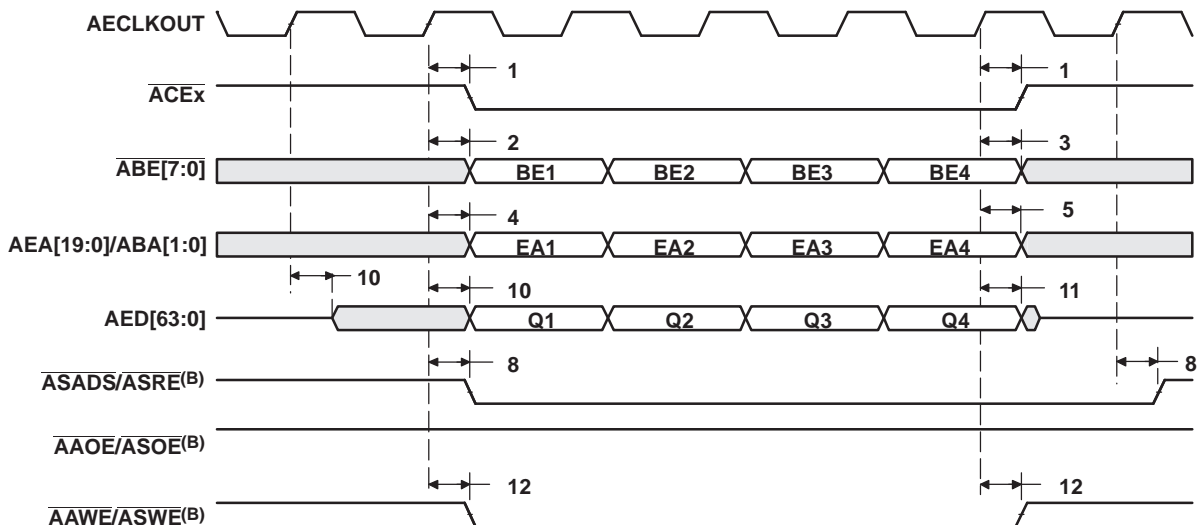 AECLKOUT
1 1
ACEx
2 3
ABE[7:0] BE1 BE2 BE3 BE4
4 5
AEA[19:0]/ABA[1:0] EA1 EA2 EA3 EA4
10 10 11
AED[63:0] Q1 Q2 Q3 Q4
8 8
ASADS/ASRE(B)
AAOE/ASOE(B)
12 12
AAWE/ASWE(B)